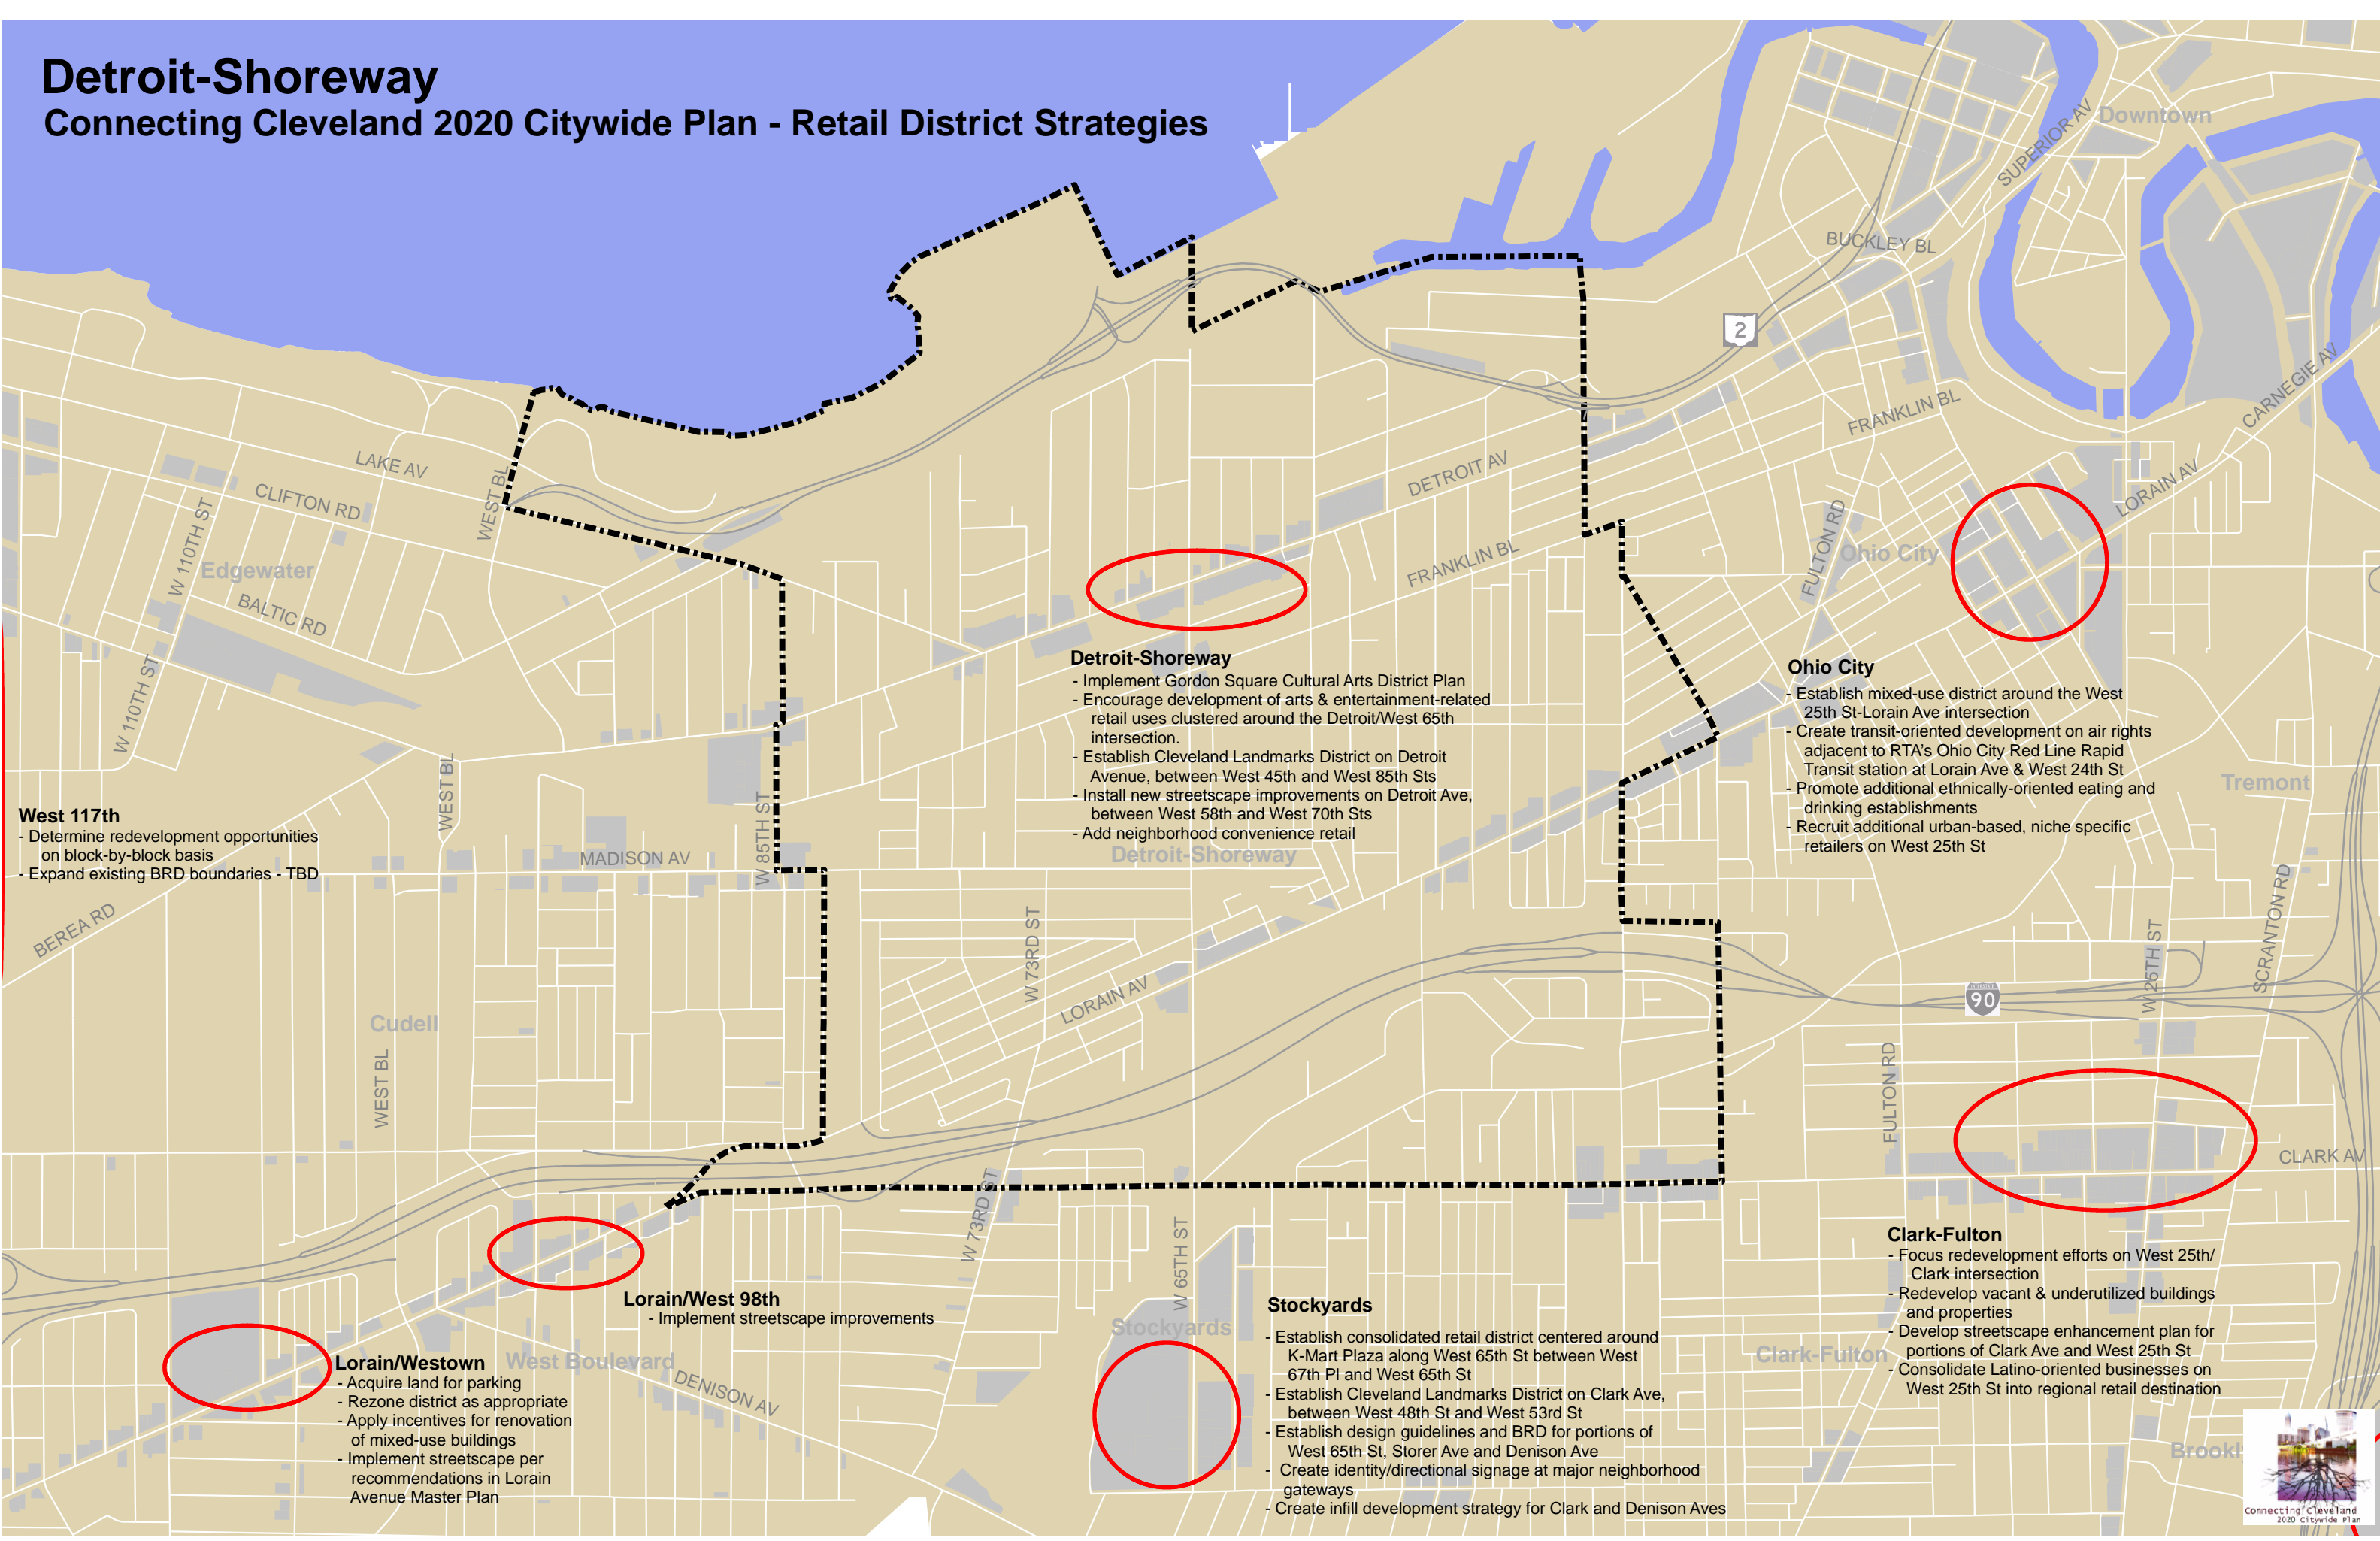 Detroit-Shoreway
Connecting Cleveland 2020 Citywide Plan - Retail District Strategies
Downtown
SUPERIOR AV
BUCKLEY BL
2
CARNEGIE AV
FRANKLIN BL
LAKE AV
CLIFTON RD
WEST BL
W 110TH ST
Edgewater
BALTIC RD
W 110TH ST
DETROIT AV
FRANKLIN BL
FULTON RD
Ohio City
LORAIN AV
Detroit-Shoreway
- Implement Gordon Square Cultural Arts District Plan
- Encourage development of arts & entertainment-related
retail uses clustered around the Detroit/West 65th
intersection.
- Establish Cleveland Landmarks District on Detroit
Avenue, between West 45th and West 85th Sts
- Install new streetscape improvements on Detroit Ave,
between West 58th and West 70th Sts
- Add neighborhood convenience retail
Detroit-Shoreway
Ohio City
- Establish mixed-use district around the West
25th St-Lorain Ave intersection
- Create transit-oriented development on air rights
adjacent to RTA's Ohio City Red Line Rapid
Transit station at Lorain Ave & West 24th St
- Promote additional ethnically-oriented eating and
drinking establishments
- Recruit additional urban-based, niche specific
retailers on West 25th St
Tremont
West 117th
- Determine redevelopment opportunities
on block-by-block basis
- Expand existing BRD boundaries - TBD
WEST BL
MADISON AV
W 85TH ST
BEREA RD
W 73RD ST
LORAIN AV
W 25TH ST
SCRANTON RD
90
Cudell
WEST BL
FULTON RD
CLARK AV
W 73RD ST
W 65TH ST
Clark-Fulton
- Focus redevelopment efforts on West 25th/
Clark intersection
- Redevelop vacant & underutilized buildings
and properties
- Develop streetscape enhancement plan for
portions of Clark Ave and West 25th St
- Consolidate Latino-oriented businesses on
West 25th St into regional retail destination
Clark-Fulton
Lorain/West 98th
- Implement streetscape improvements
Lorain/Westown
- Acquire land for parking
- Rezone district as appropriate
- Apply incentives for renovation
of mixed-use buildings
- Implement streetscape per
recommendations in Lorain
Avenue Master Plan
West Boulevard
DENISON AV
Stockyards
Stockyards
- Establish consolidated retail district centered around
K-Mart Plaza along West 65th St between West
67th Pl and West 65th St
- Establish Cleveland Landmarks District on Clark Ave,
between West 48th St and West 53rd St
- Establish design guidelines and BRD for portions of
West 65th St, Storer Ave and Denison Ave
- Create identity/directional signage at major neighborhood
gateways
- Create infill development strategy for Clark and Denison Aves
Connecting Cleveland
2020 Citywide Plan